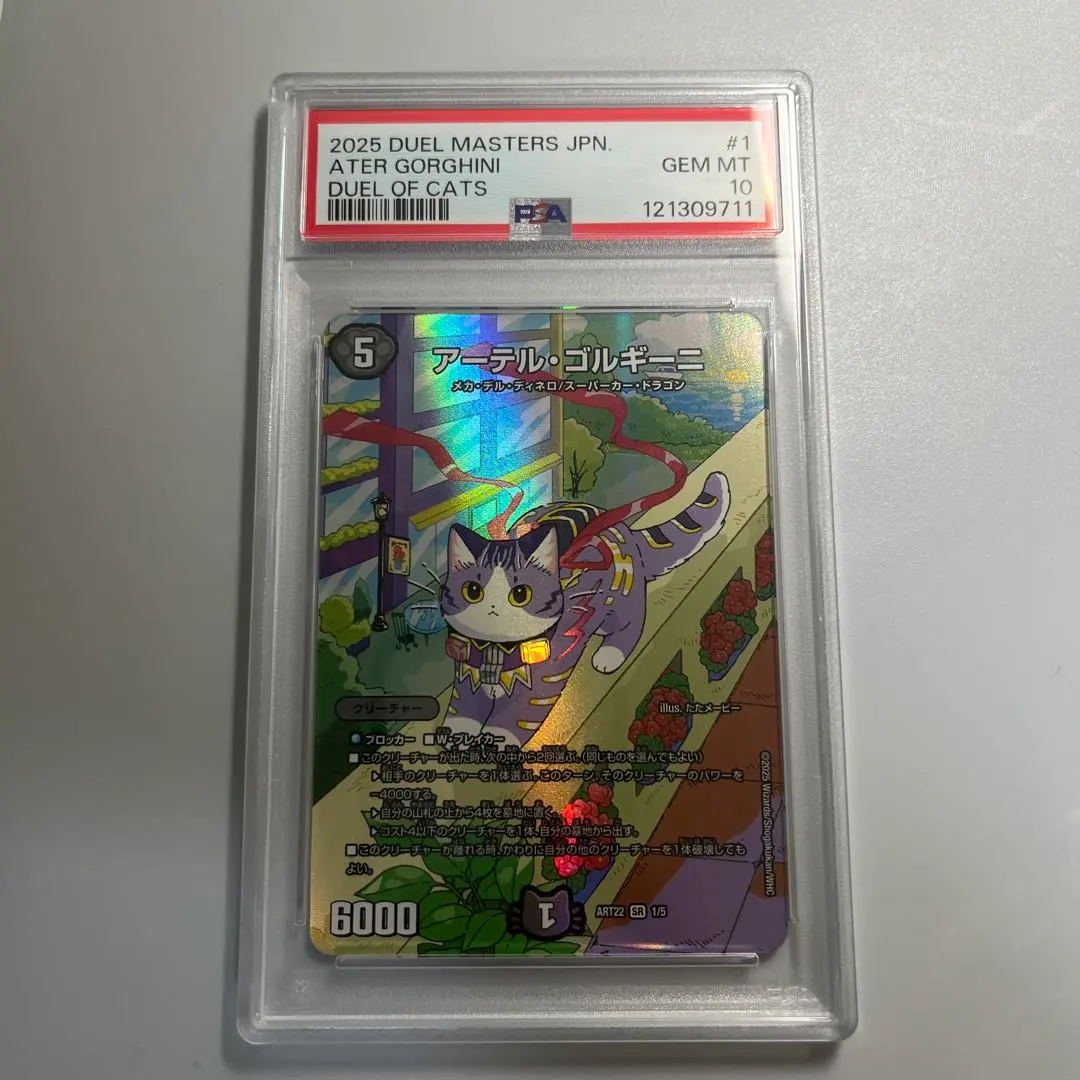 2025 DUEL MASTERS JPN. #1
ATER GORGHINI GEM MT
DUEL OF CATS 10
PSA 121309711
5
アーテル・ゴルギーニ
メカ・デル・ディネロ/スーパーカー・ドラゴン
クリーチャー
illus. たたメーピー
ブロッカー ■W・ブレイカー
■このクリーチャーが出た時、次の中から2回選ぶ。(同じものを選んでもよい)
▶相手のクリーチャーを1体選ぶ。このターン、そのクリーチャーのパワーを
-4000する。
▶自分の山札の上から4枚を墓地に置く。
▶コスト4以下のクリーチャーを1体、自分の墓地から出す。
■このクリーチャーが離れる時、かわりに自分の他のクリーチャーを1体破壊しても
よい。
©2025 Wizards/Shogakukan/WHC
6000
1
ART22 SR 1/5